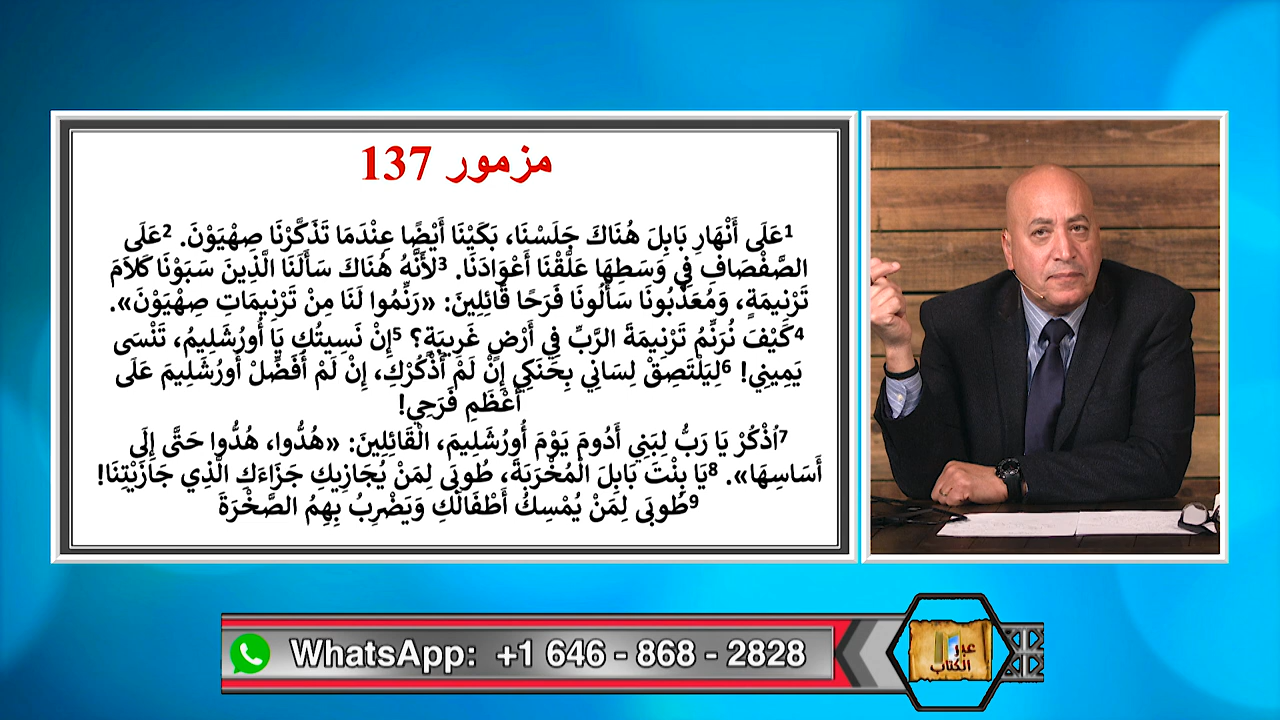 مزمور 137
1عَلَى أَنْهَارِ بَابِلَ هُنَاكَ جَلَسْنَا، بَكَيْنَا أَيْضًا عِنْدَمَا تَذَكَّرْنَا صِهْيَوْنَ. 2عَلَى
الصَّفْصَافِ فِي وَسَطِهَا عَلَّقْنَا أَعْوَادَنَا. 3لأَنَّهُ هُنَاكَ سَأَلَنَا الَّذِينَ سَبَوْنَا كَلاَمَ
تَرْنِيمَةٍ، وَمُعَذِّبُونَا سَأَلُونَا فَرَحًا قَائِلِينَ: «رَنِّمُوا لَنَا مِنْ تَرْنِيمَاتِ صِهْيَوْنَ».
4كَيْفَ نُرَنِّمُ تَرْنِيمَةَ الرَّبِّ فِي أَرْضٍ غَرِيبَةٍ؟ 5إِنْ نَسِيتُكِ يَا أُورُشَلِيمُ، تَنْسَى
يَمِينِي! 6لِيَلْتَصِقْ لِسَانِي بِحَنَكِي إِنْ لَمْ أَذْكُرْكِ، إِنْ لَمْ أُفَضِّلْ أُورُشَلِيمَ عَلَى
أَعْظَمِ فَرَحِي!
7اُذْكُرْ يَا رَبُّ لِبَنِي أَدُومَ يَوْمَ أُورُشَلِيمَ، الْقَائِلِينَ: «هُدُّوا، هُدُّوا حَتَّى إِلَى
أَسَاسِهَا». 8يَا بِنْتَ بَابِلَ الْمُخْرَبَةَ، طُوبَى لِمَنْ يُجَازِيكِ جَزَاءَكِ الَّذِي جَازَيْتِنَا!
9طُوبَى لِمَنْ يُمْسِكُ أَطْفَالَكِ وَيَضْرِبُ بِهِمُ الصَّخْرَةَ
WhatsApp: +1 646 - 868 - 2828
عبر
الكتاب